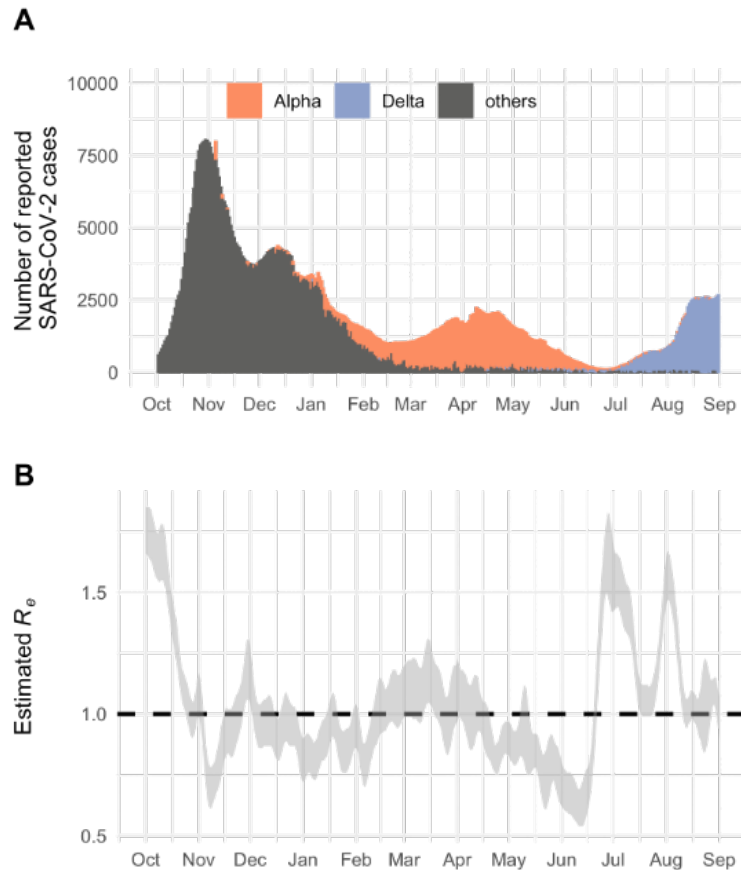 A
Number of reported
SARS-CoV-2 cases
10000
7500
5000
2500
0
Alpha Delta others
Oct Nov Dec Jan Feb Mar Apr May Jun Jul Aug Sep
B
Estimated Re
1.5
1.0
0.5
Oct Nov Dec Jan Feb Mar Apr May Jun Jul Aug Sep